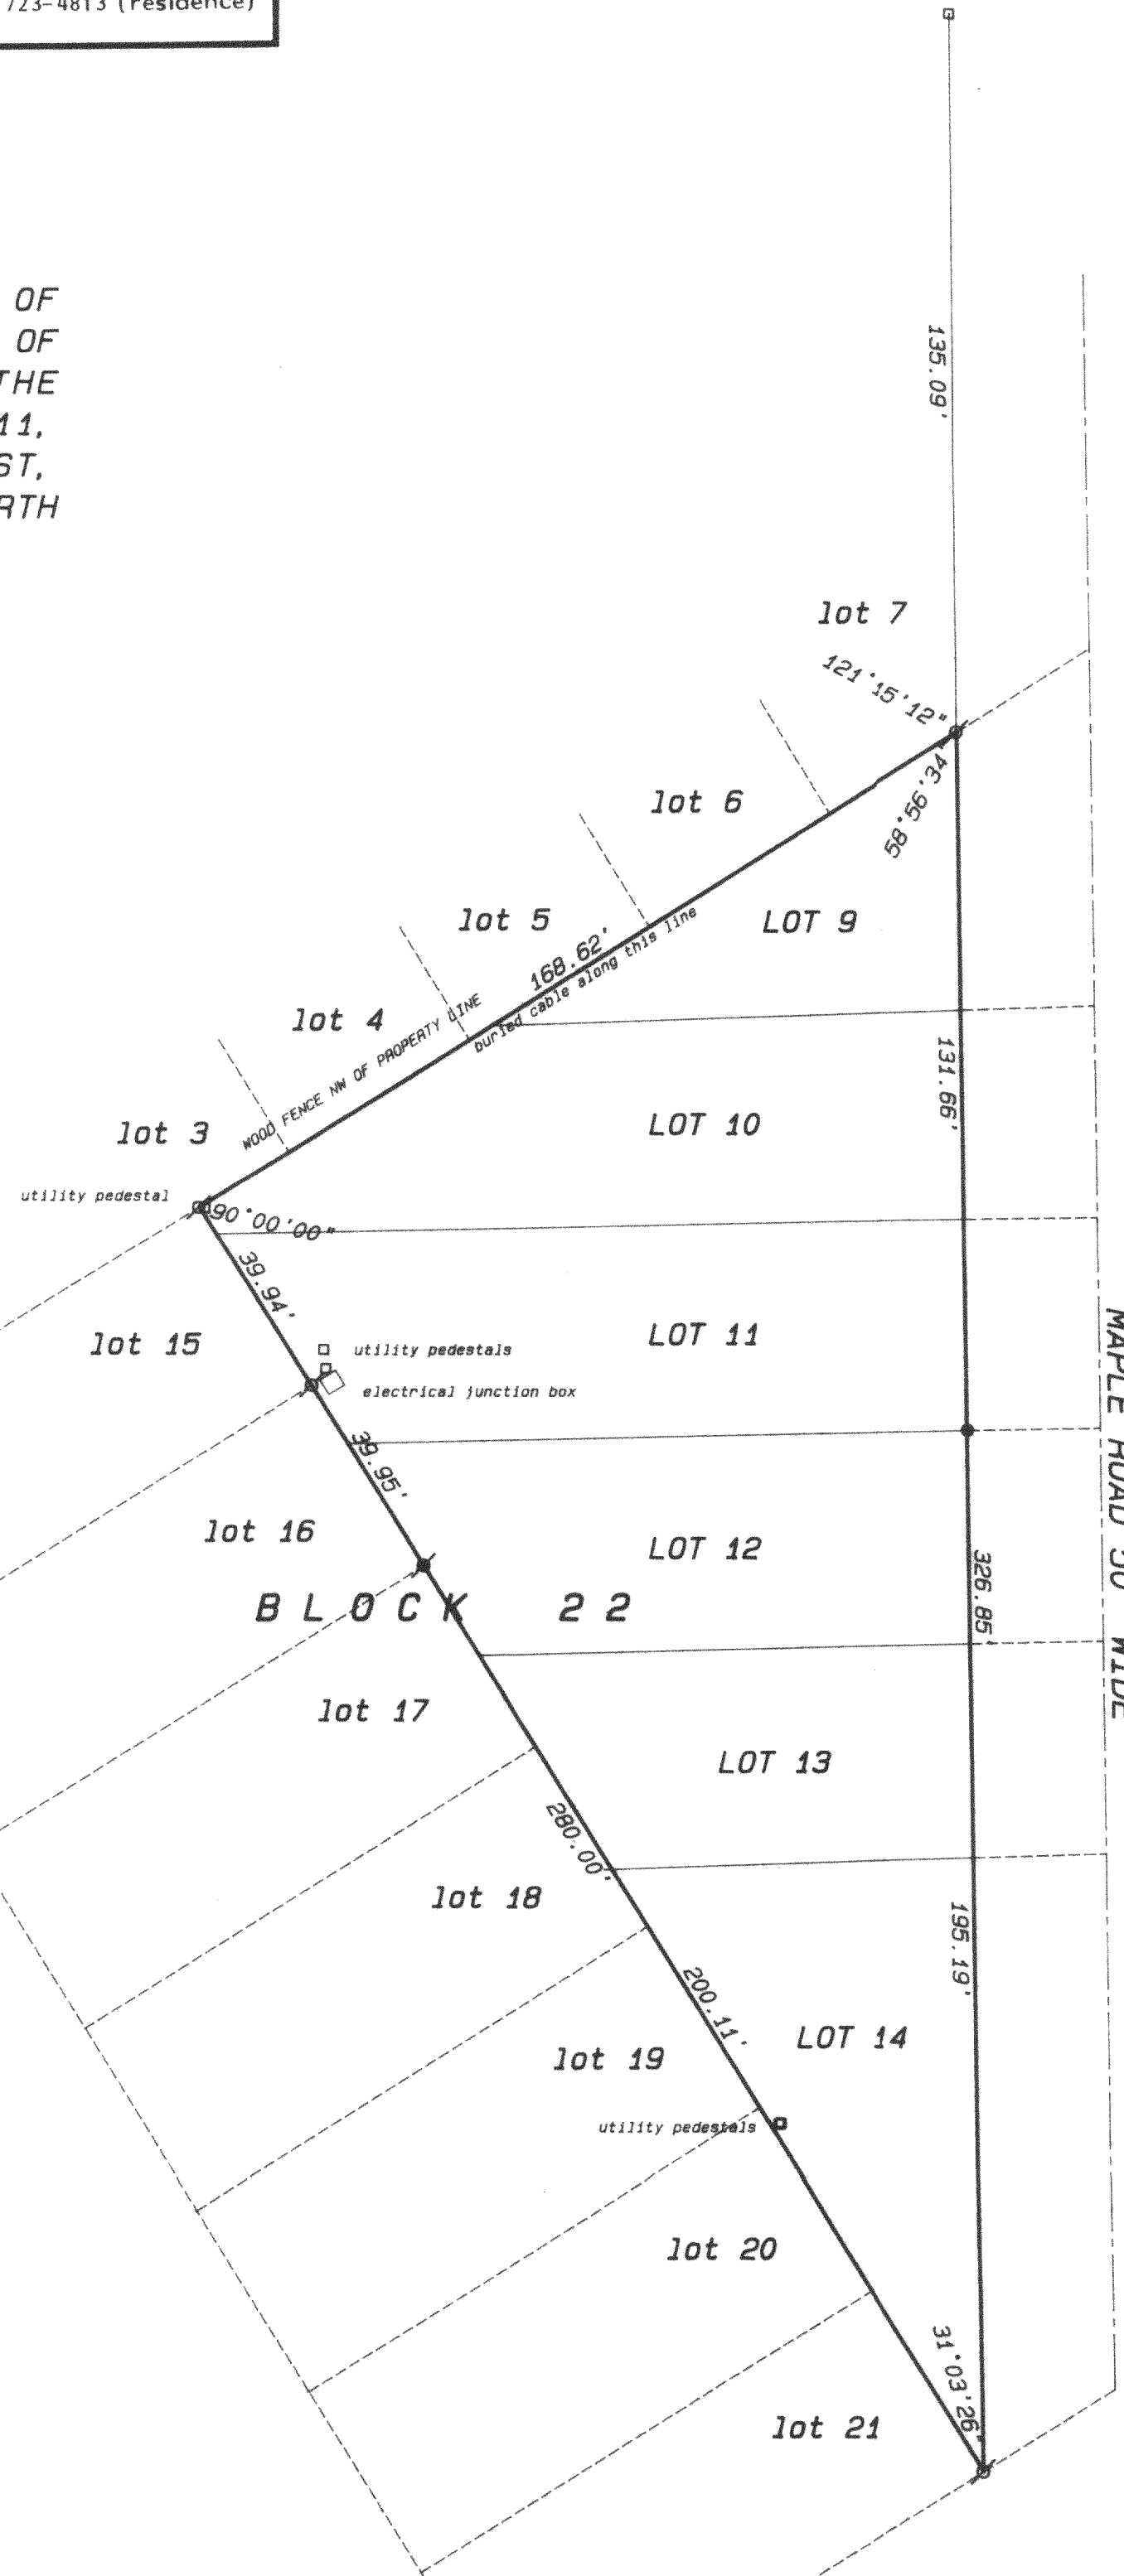 723-4813 (residence)
OF
OF
THE
11,
ST,
RTH
135.09'
lot 7
121°15'12"
58°56'34"
lot 6
LOT 9
lot 5
168.62'
buried cable along this line
lot 4
WOOD FENCE NW OF PROPERTY LINE
131.66'
lot 3
LOT 10
utility pedestal
90°00'00"
39.94'
lot 15
LOT 11
utility pedestals
electrical junction box
MAPLE ROAD 50' WIDE
39.95'
lot 16
LOT 12
326.85'
BLOCK 22
lot 17
LOT 13
280.00'
lot 18
195.19'
200.11'
LOT 14
lot 19
utility pedestals
lot 20
31°03'26"
lot 21